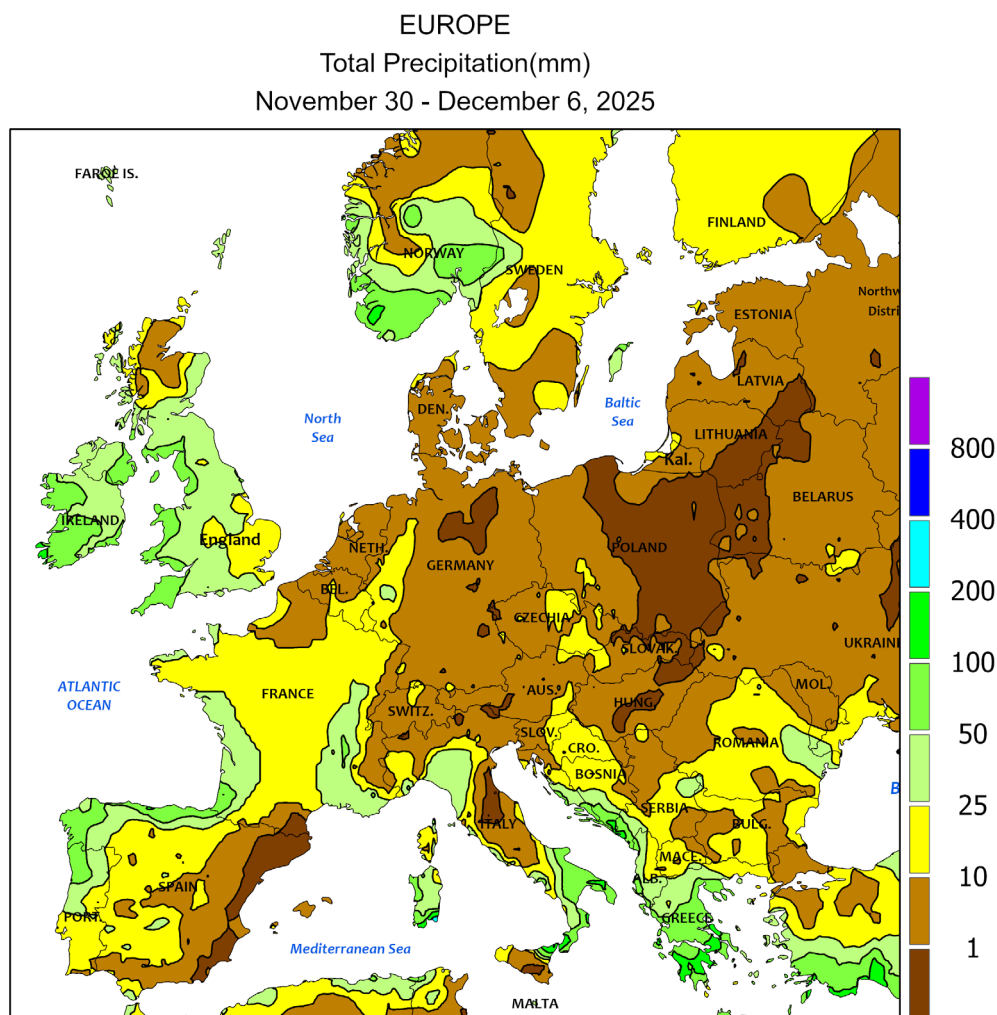 EUROPE
Total Precipitation(mm)
November 30 - December 6, 2025
FAROE IS.
FINLAND
NORWAY
SWEDEN
Northw
Distri
ESTONIA
LATVIA
North
Sea
DEN.
Baltic
Sea
LITHUANIA
Kal.
BELARUS
IRELAND
England
NETH.
POLAND
GERMANY
BEL.
CZECHIA
SLOVAK.
UKRAINI
ATLANTIC
OCEAN
FRANCE
AUS.
MOL.
SWITZ.
HUNG.
SLOV.
ROMANIA
CRO.
BOSNIA
B
SERBIA
ITALY
BULG.
MACE.
SPAIN
ALB.
PORT.
GREECE
Mediterranean Sea
MALTA
800
400
200
100
50
25
10
1